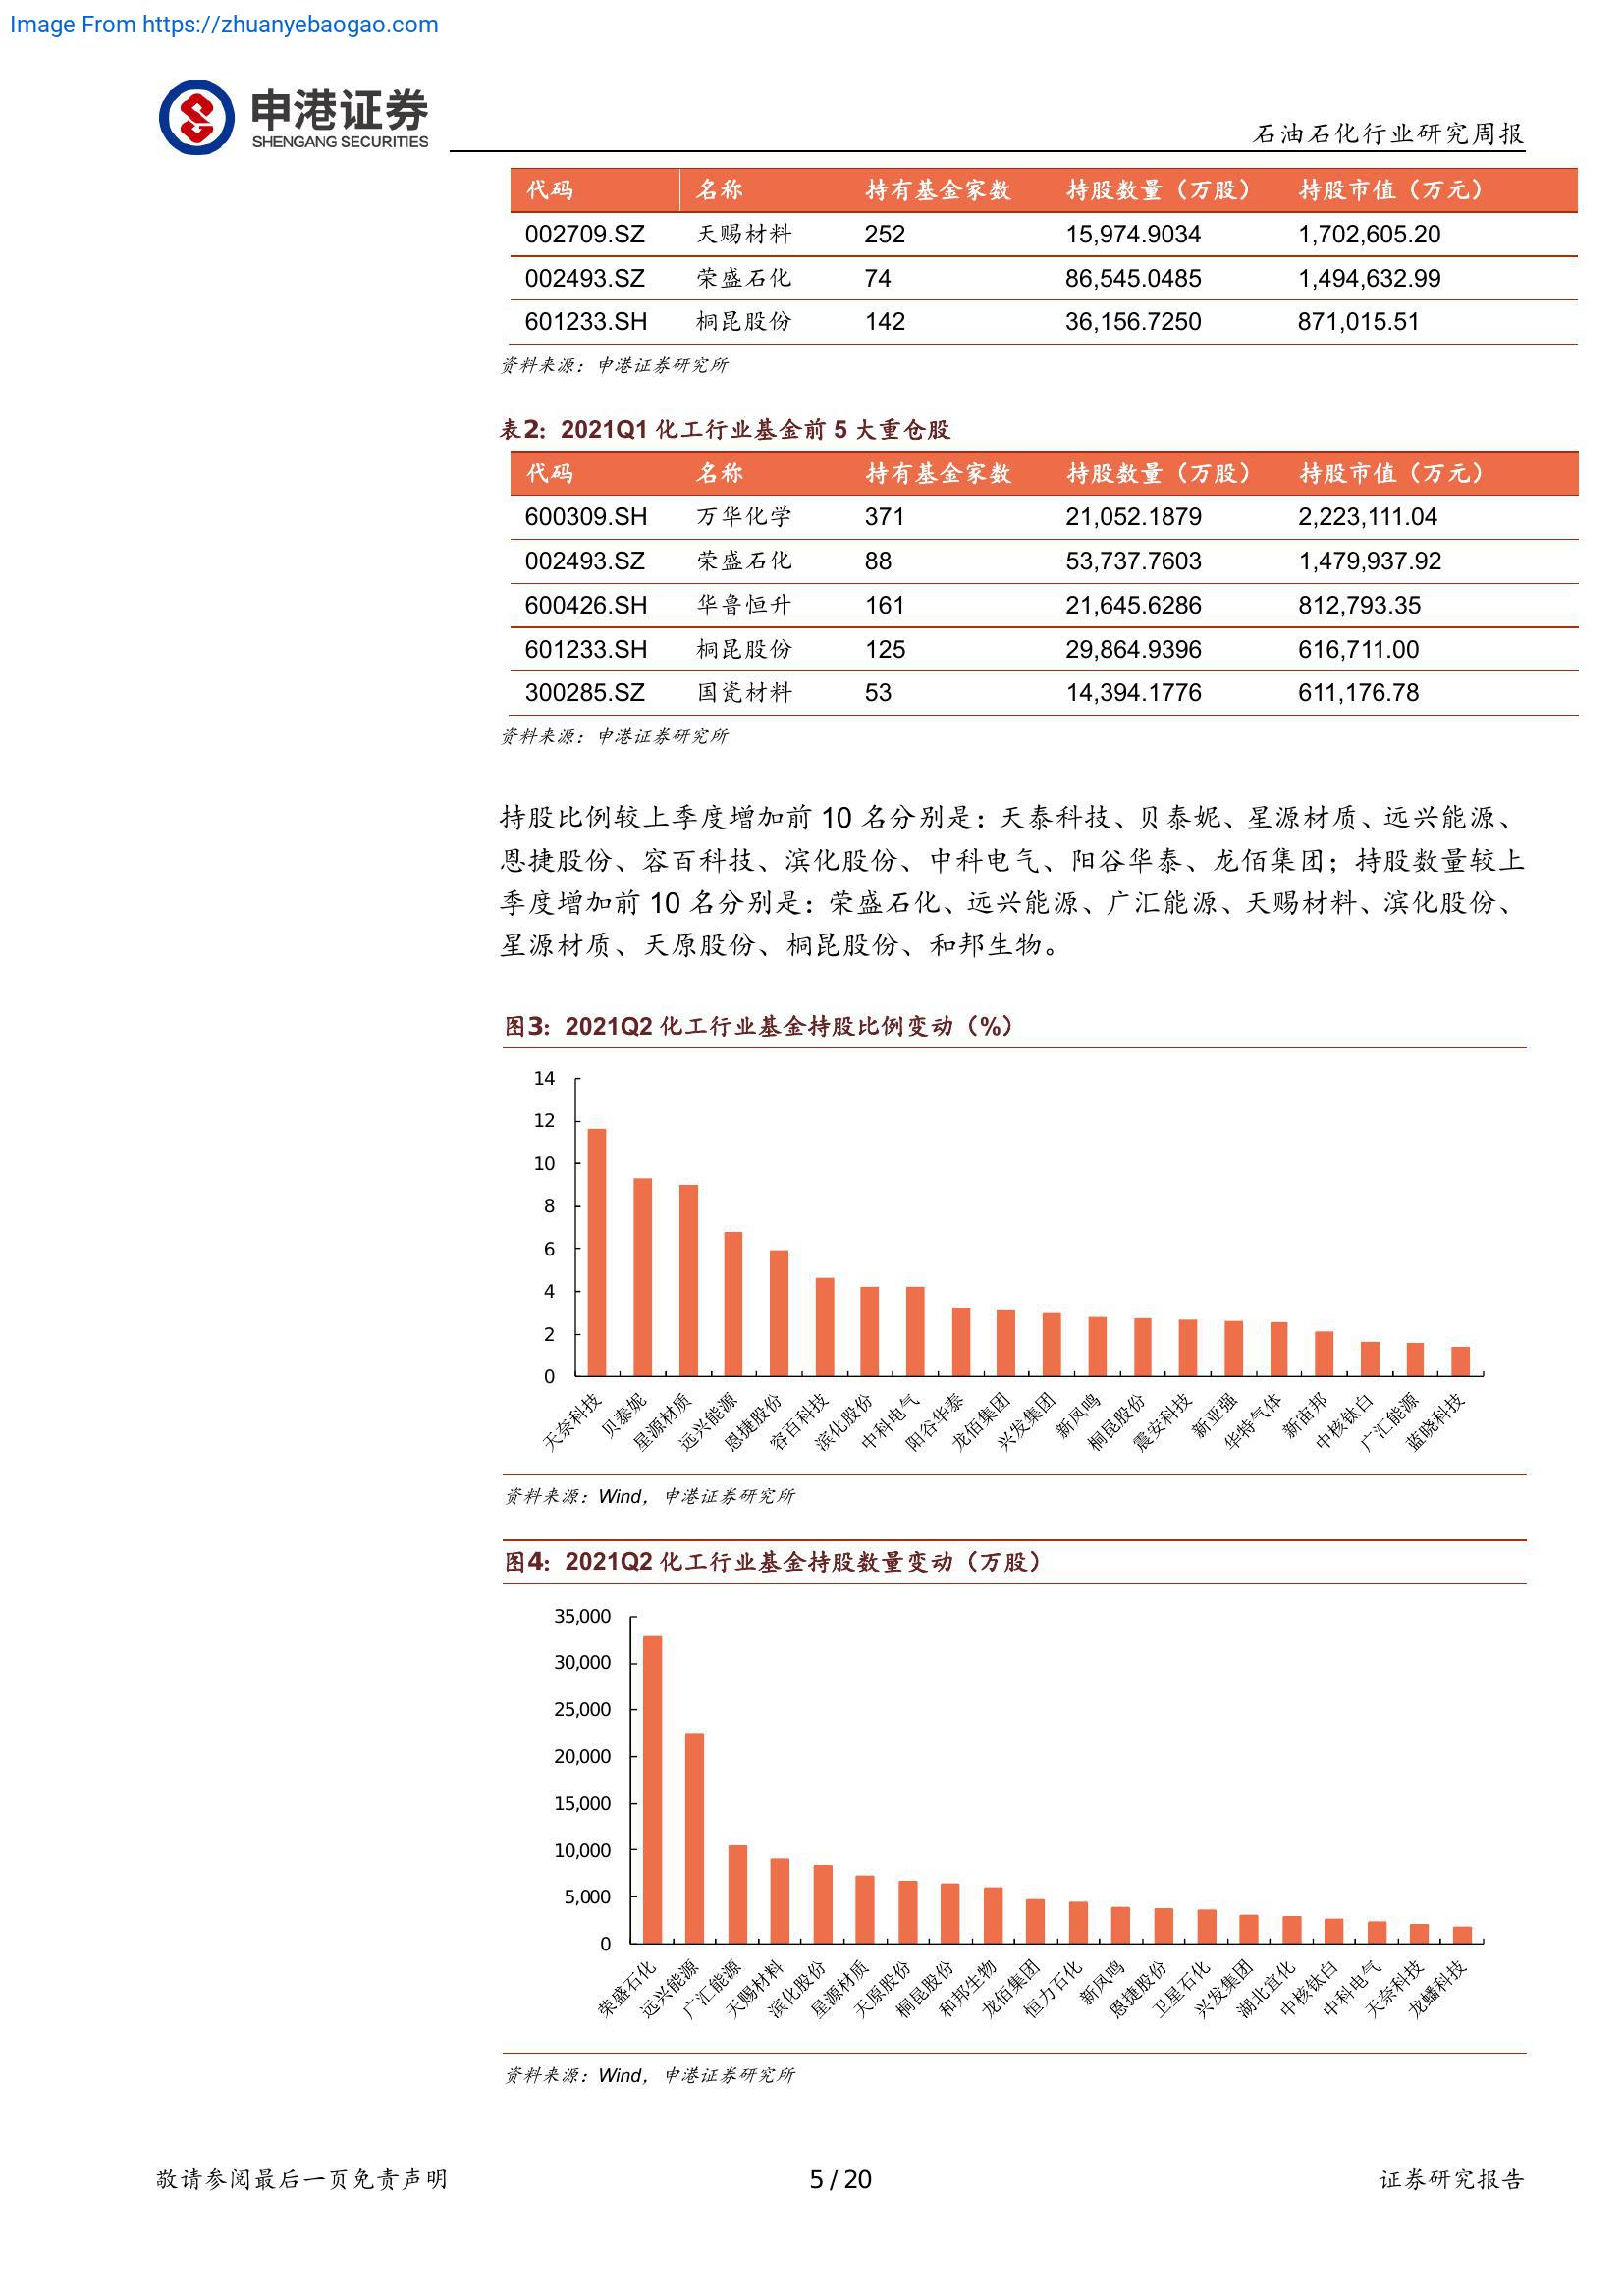 Image From https://zhuanyebaogao.com
申港证券
SHENGANG SECURITIES
石油石化行业研究周报
代码 名称 持有基金家数 持股数量（万股） 持股市值（万元）
002709.SZ 天赐材料 252 15,974.9034 1,702,605.20
002493.SZ 荣盛石化 74 86,545.0485 1,494,632.99
601233.SH 桐昆股份 142 36,156.7250 871,015.51
资料来源：申港证券研究所
表2：2021Q1 化工行业基金前 5 大重仓股
代码 名称 持有基金家数 持股数量（万股） 持股市值（万元）
600309.SH 万华化学 371 21,052.1879 2,223,111.04
002493.SZ 荣盛石化 88 53,737.7603 1,479,937.92
600426.SH 华鲁恒升 161 21,645.6286 812,793.35
601233.SH 桐昆股份 125 29,864.9396 616,711.00
300285.SZ 国瓷材料 53 14,394.1776 611,176.78
资料来源：申港证券研究所
持股比例较上季度增加前 10 名分别是：天泰科技、贝泰妮、星源材质、远兴能源、
恩捷股份、容百科技、滨化股份、中科电气、阳谷华泰、龙佰集团；持股数量较上
季度增加前 10 名分别是：荣盛石化、远兴能源、广汇能源、天赐材料、滨化股份、
星源材质、天原股份、桐昆股份、和邦生物。
图3：2021Q2 化工行业基金持股比例变动（%）
14
12
10
8
6
4
2
0
天奈科技 贝泰妮 星源材质 远兴能源 恩捷股份 容百科技 滨化股份 中科电气 阳谷华泰 龙佰集团 兴发集团 新凤鸣 桐昆股份 震安科技 新亚强 华特气体 新宙邦 中核钛白 广汇能源 蓝晓科技
资料来源：Wind，申港证券研究所
图4：2021Q2 化工行业基金持股数量变动（万股）
35,000
30,000
25,000
20,000
15,000
10,000
5,000
0
荣盛石化 远兴能源 广汇能源 天赐材料 滨化股份 星源材质 天原股份 桐昆股份 和邦生物 龙佰集团 恒力石化 新凤鸣 恩捷股份 卫星石化 兴发集团 湖北宜化 中核钛白 中科电气 天奈科技 龙蟠科技
资料来源：Wind，申港证券研究所
敬请参阅最后一页免责声明 5 / 20 证券研究报告